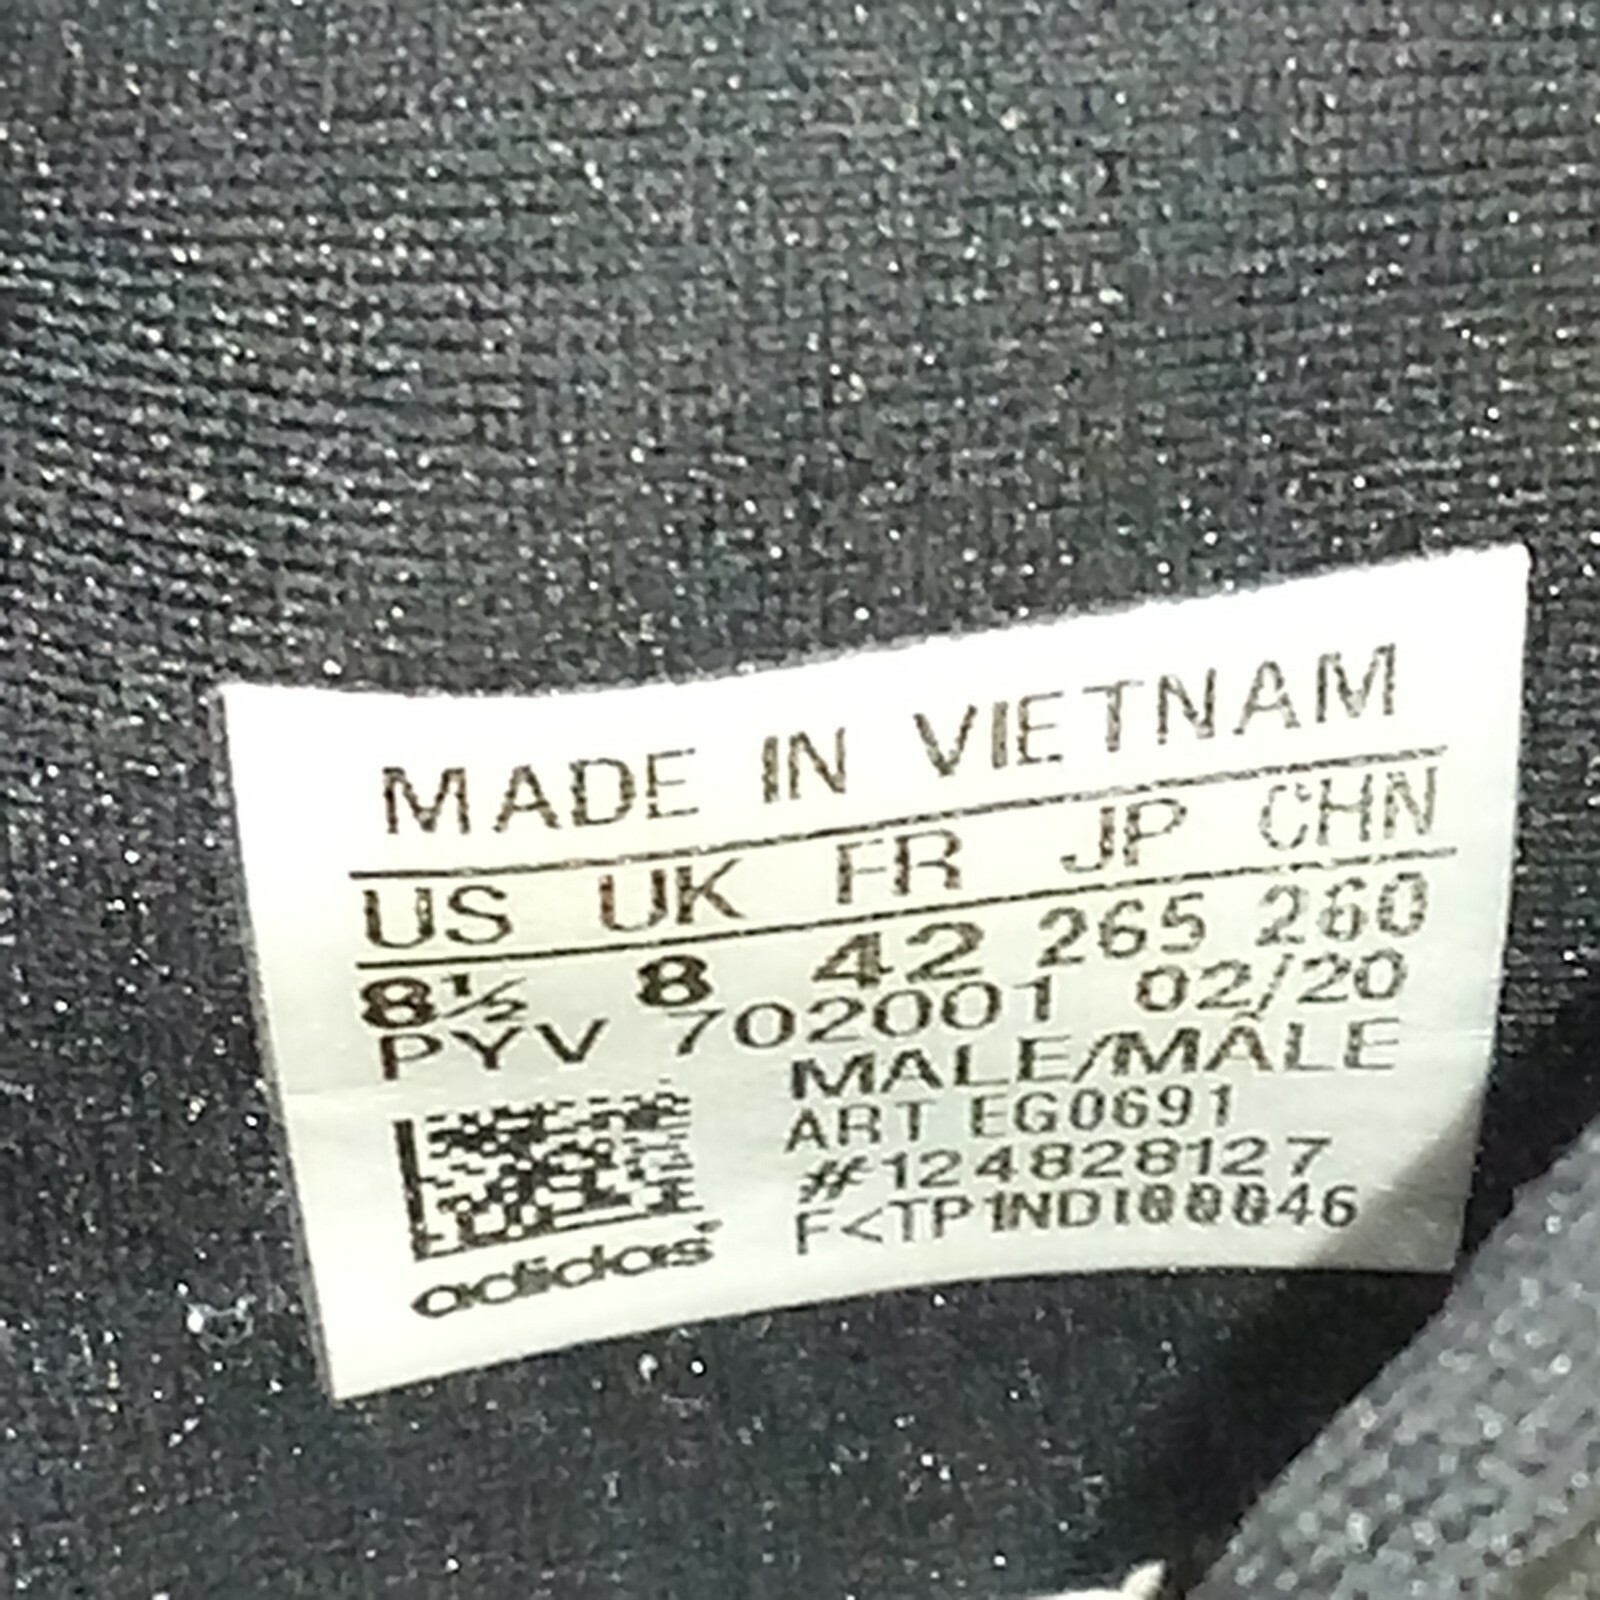 MADE IN VIETNAM
US UK FR JP CHN
8½ 8 42 265 260
PYV 702001 02/20
MALE/MÂLE
ART EG0691
#124828127
F<TP1NDI00046
adidas